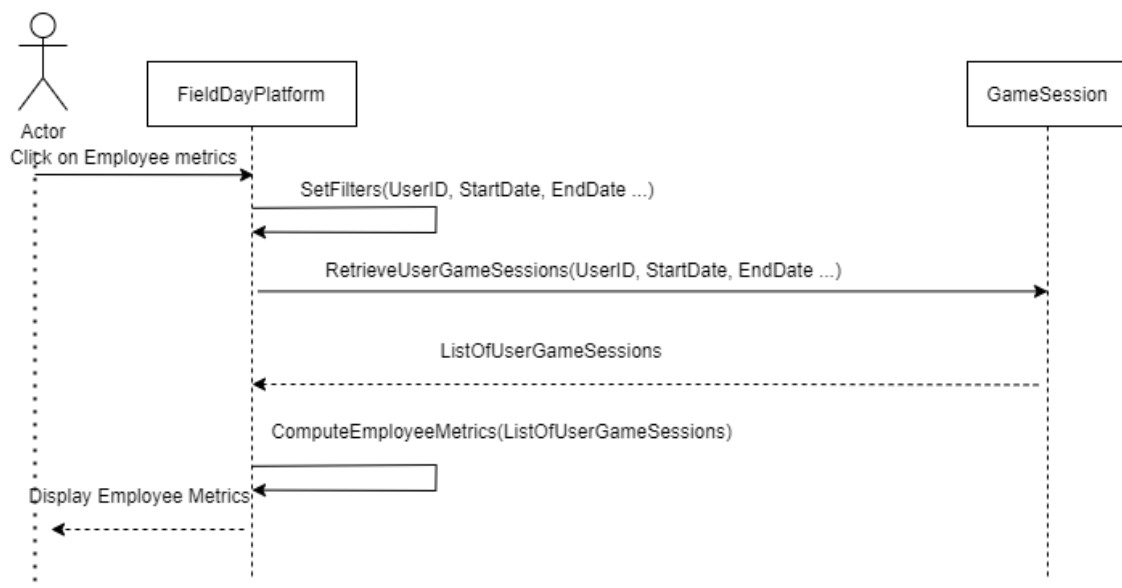 FieldDayPlatform
GameSession
Actor
Click on Employee metrics
SetFilters(UserID, StartDate, EndDate ...)
RetrieveUserGameSessions(UserID, StartDate, EndDate ...)
ListOfUserGameSessions
ComputeEmployeeMetrics(ListOfUserGameSessions)
Display Employee Metrics